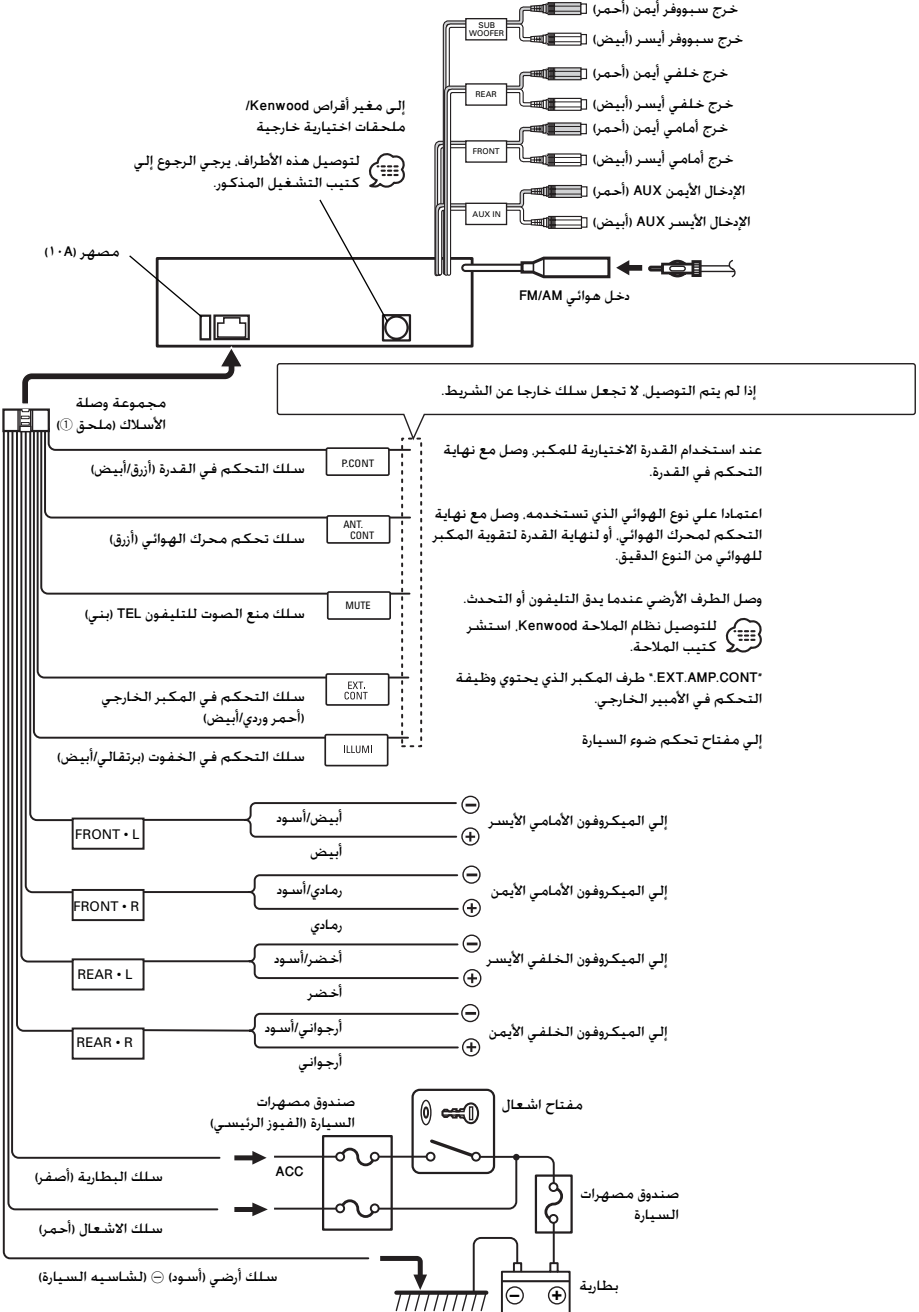 خرج سبووفر أيمن (أحمر)
SUB
WOOFER
خرج سبووفر أيسر (أبيض)
خرج خلفي أيمن (أحمر)
REAR
خرج خلفي أيسر (أبيض)
خرج أمامي أيمن (أحمر)
FRONT
خرج أمامي أيسر (أبيض)
الإدخال الأيمن AUX (أحمر)
AUX IN
الإدخال الأيسر AUX (أبيض)
إلى مغير أقراص Kenwood/
ملحقات اختيارية خارجية
لتوصيل هذه الأطراف، يرجي الرجوع إلي
كتيب التشغيل المذكور.
مصهر (١٠A)
دخل هوائي FM/AM
إذا لم يتم التوصيل، لا تجعل سلك خارجا عن الشريط.
مجموعة وصلة
الأسلاك (ملحق ①)
عند استخدام القدرة الاختيارية للمكبر، وصل مع نهاية
التحكم في القدرة.
P.CONT
سلك التحكم في القدرة (أزرق/أبيض)
اعتمادا علي نوع الهوائي الذي تستخدمه، وصل مع نهاية
التحكم لمحرك الهوائي، أو لنهاية القدرة لتقوية المكبر
للهوائي من النوع الدقيق.
ANT.
CONT
سلك تحكم محرك الهوائي (أزرق)
وصل الطرف الأرضي عندما يدق التليفون أو التحدث.
MUTE
سلك منع الصوت للتليفون TEL (بني)
للتوصيل نظام الملاحة Kenwood، استشر
كتيب الملاحة.
"EXT.AMP.CONT." طرف المكبر الذي يحتوي وظيفة
التحكم في الأمبير الخارجي.
EXT.
CONT
سلك التحكم في المكبر الخارجي
(أحمر وردي/أبيض)
إلي مفتاح تحكم ضوء السيارة
ILLUMI
سلك التحكم في الخفوت (برتقالي/أبيض)
إلي الميكروفون الأمامي الأيسر
⊖
أبيض/أسود
⊕
أبيض
FRONT • L
إلي الميكروفون الأمامي الأيمن
⊖
رمادي/أسود
⊕
رمادي
FRONT • R
إلي الميكروفون الخلفي الأيسر
⊖
أخضر/أسود
⊕
أخضر
REAR • L
إلي الميكروفون الخلفي الأيمن
⊖
أرجواني/أسود
⊕
أرجواني
REAR • R
مفتاح اشعال
صندوق مصهرات
السيارة (الفيوز الرئيسي)
ACC
سلك البطارية (أصفر)
صندوق مصهرات
السيارة
سلك الاشعال (أحمر)
سلك أرضي (أسود) ⊖ (لشاسيه السيارة)
بطارية
⊖ ⊕